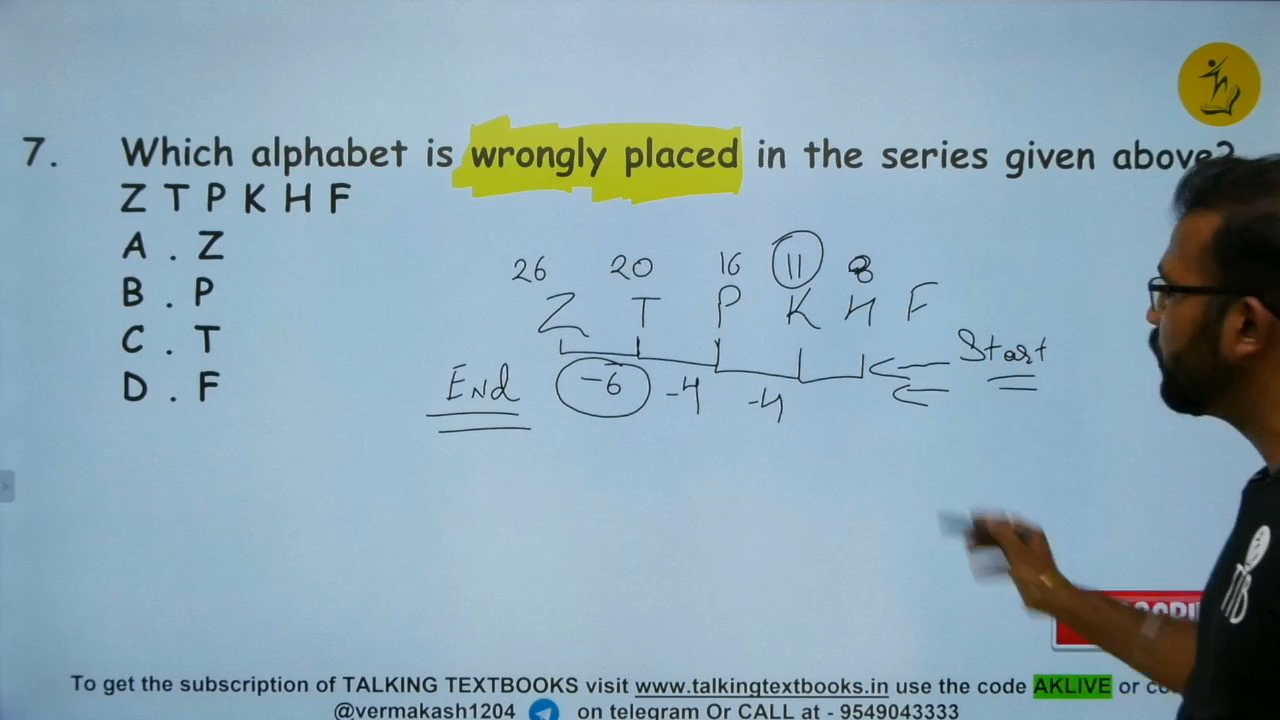 7. Which alphabet is wrongly placed in the series given above?
Z T P K H F
A . Z
B . P
C . T
D . F
26 20 16 11 8
Z T P K H F
Start
End -6 -4 -4
To get the subscription of TALKING TEXTBOOKS visit www.talkingtextbooks.in use the code AKLIVE or
@vermakash1204 on telegram Or CALL at - 9549043333